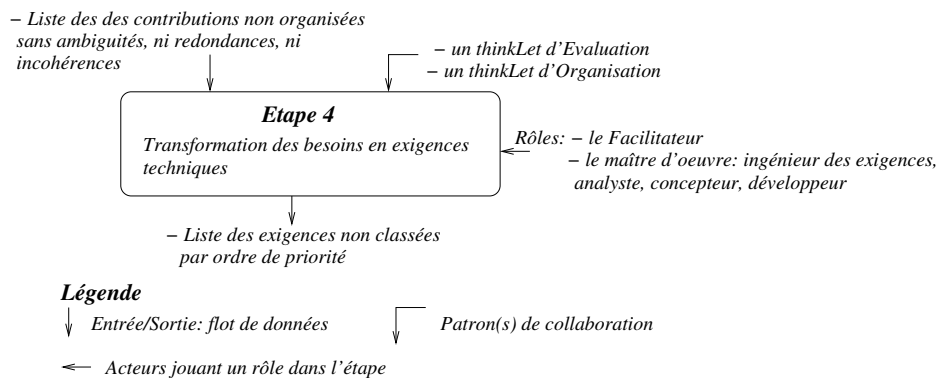 − Liste des des contributions non organisées
sans ambiguités, ni redondances, ni
incohérences
− un thinkLet d'Evaluation
− un thinkLet d'Organisation
Etape 4
Transformation des besoins en exigences
techniques
Rôles: − le Facilitateur
− le maître d'oeuvre: ingénieur des exigences,
analyste, concepteur, développeur
− Liste des exigences non classées
par ordre de priorité
Légende
Entrée/Sortie: flot de données
Patron(s) de collaboration
Acteurs jouant un rôle dans l'étape